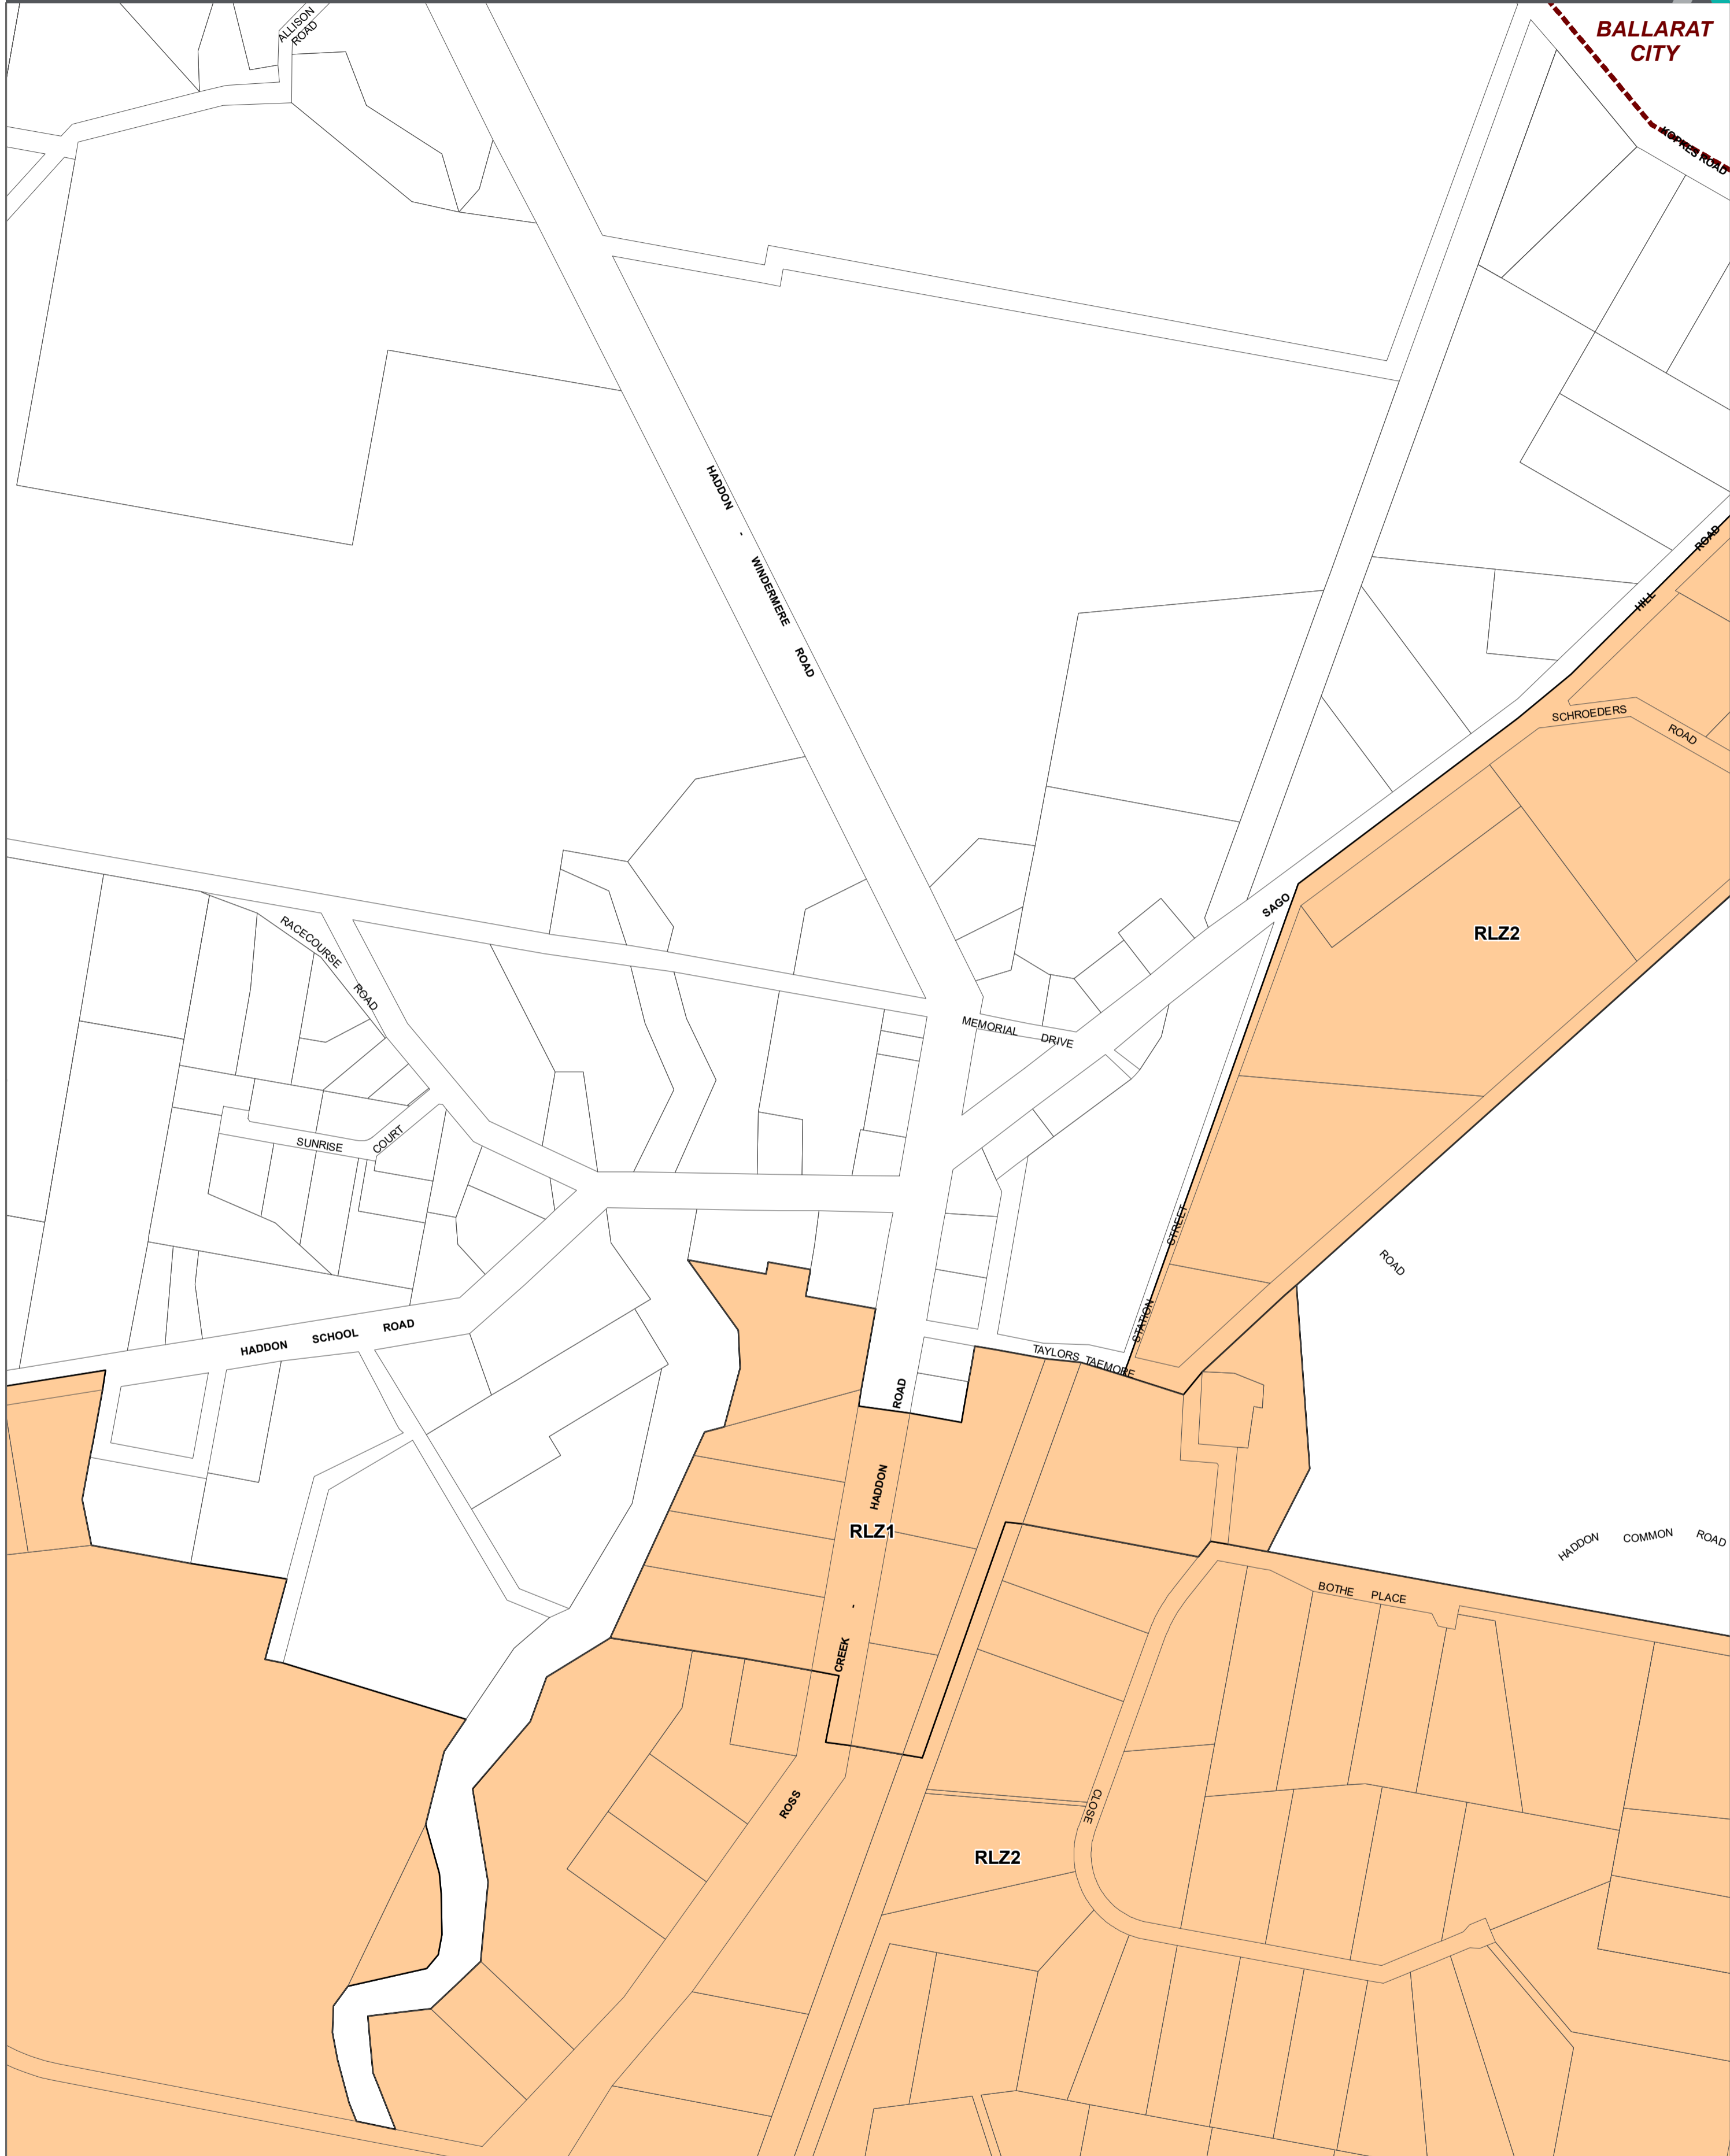 ALLISON
ROAD
BALLARAT
CITY
KOPKES ROAD
HADDON - WINDERMERE ROAD
SAGO HILL ROAD
SCHROEDERS ROAD
RLZ2
RACECOURSE ROAD
MEMORIAL DRIVE
SUNRISE COURT
STATION STREET
ROAD
HADDON SCHOOL ROAD
TAYLORS TAEMORE
ROSS CREEK - HADDON ROAD
RLZ1
HADDON COMMON ROAD
BOTHE PLACE
CLOSE
RLZ2